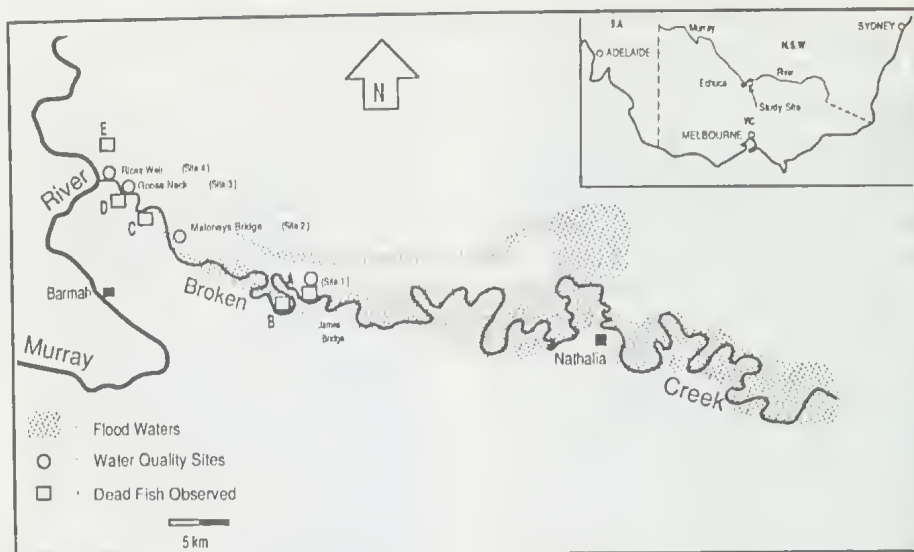 S.A
Murray
N.S.W
SYDNEY
ADELAIDE
Echuca
River
Study Site
VIC
MELBOURNE
N
E
Rices Weir (Site 4)
Goose Neck (Site 3)
River
D
C
Maloneys Bridge (Site 2)
Broken
(Site 1)
Barmah
B
James
Bridge
Nathalia
Murray
Creek
Flood Waters
Water Quality Sites
Dead Fish Observed
5 km